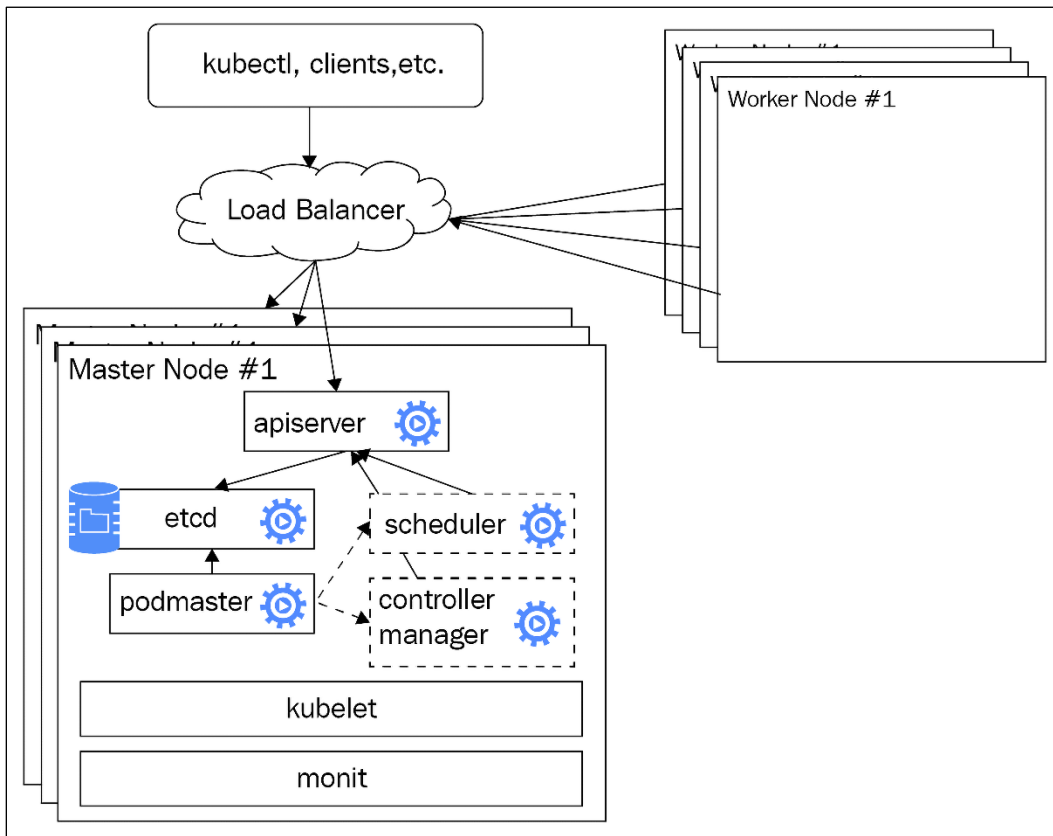 kubectl, clients,etc.
Worker Node #1
Load Balancer
Master Node #1
apiserver
etcd
scheduler
podmaster
controller
manager
kubelet
monit